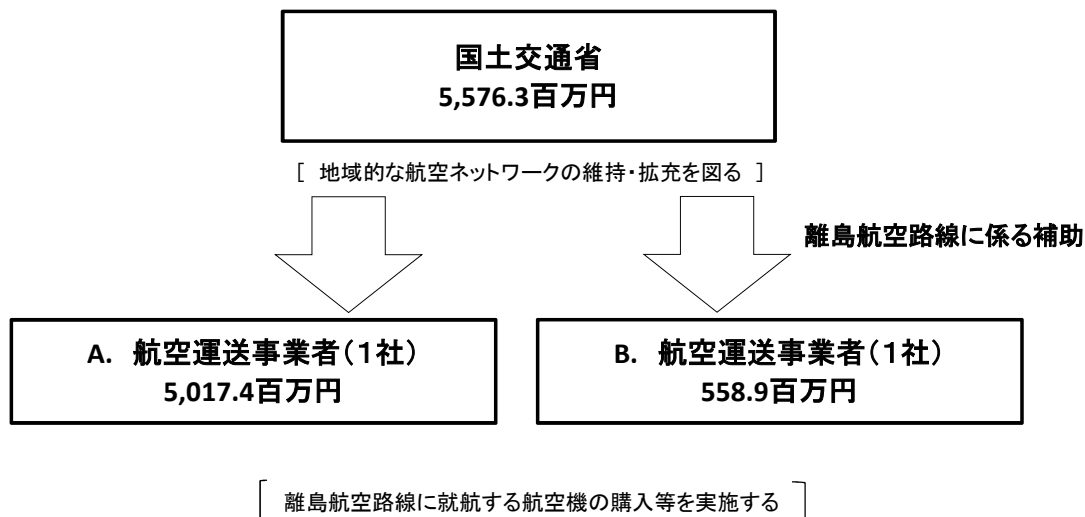 国土交通省
5,576.3百万円
[ 地域的な航空ネットワークの維持・拡充を図る ]
離島航空路線に係る補助
A. 航空運送事業者(1社)
5,017.4百万円
B. 航空運送事業者(1社)
558.9百万円
離島航空路線に就航する航空機の購入等を実施する